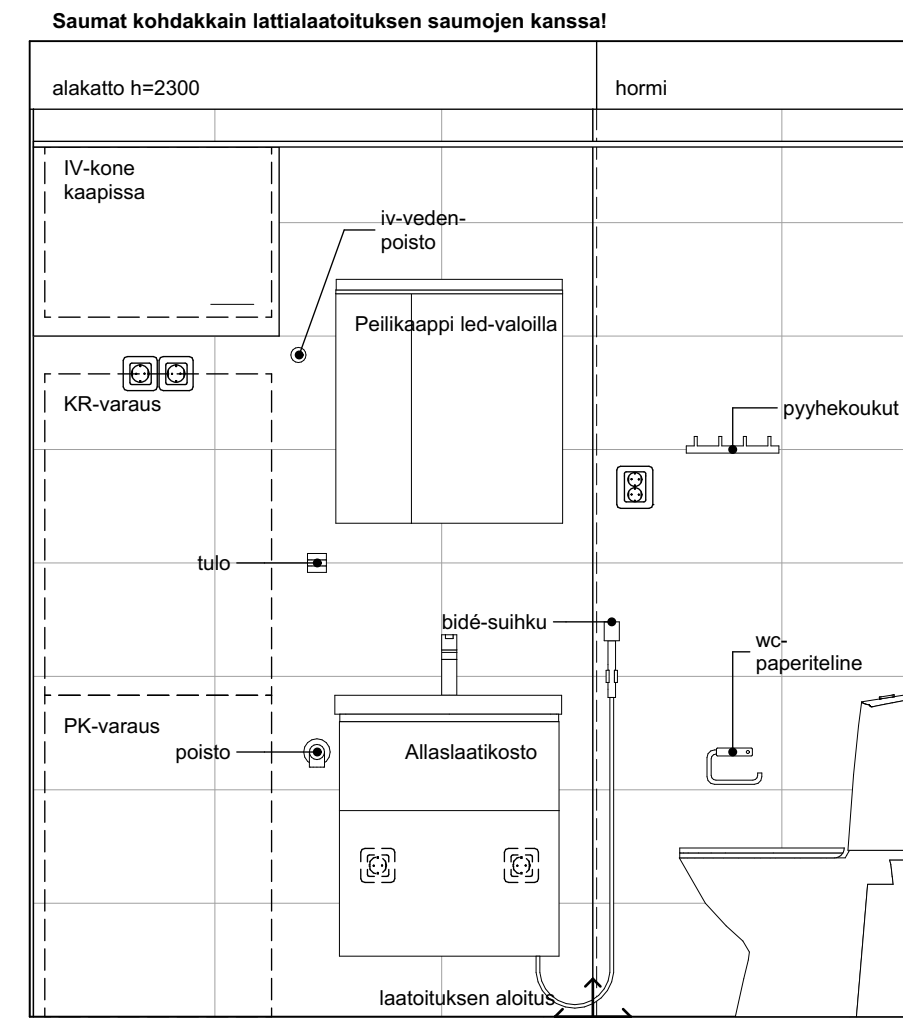 Saumat kohdakkain lattialaatoituksen saumojen kanssa!
alakatto h=2300
hormi
IV-kone
kaapissa
iv-veden-
poisto
Peilikaappi led-valoilla
KR-varaus
pyyhekoukut
tulo
bidé-suihku
wc-
paperiteline
PK-varaus
poisto
Allaslaatikosto
laatoituksen aloitus